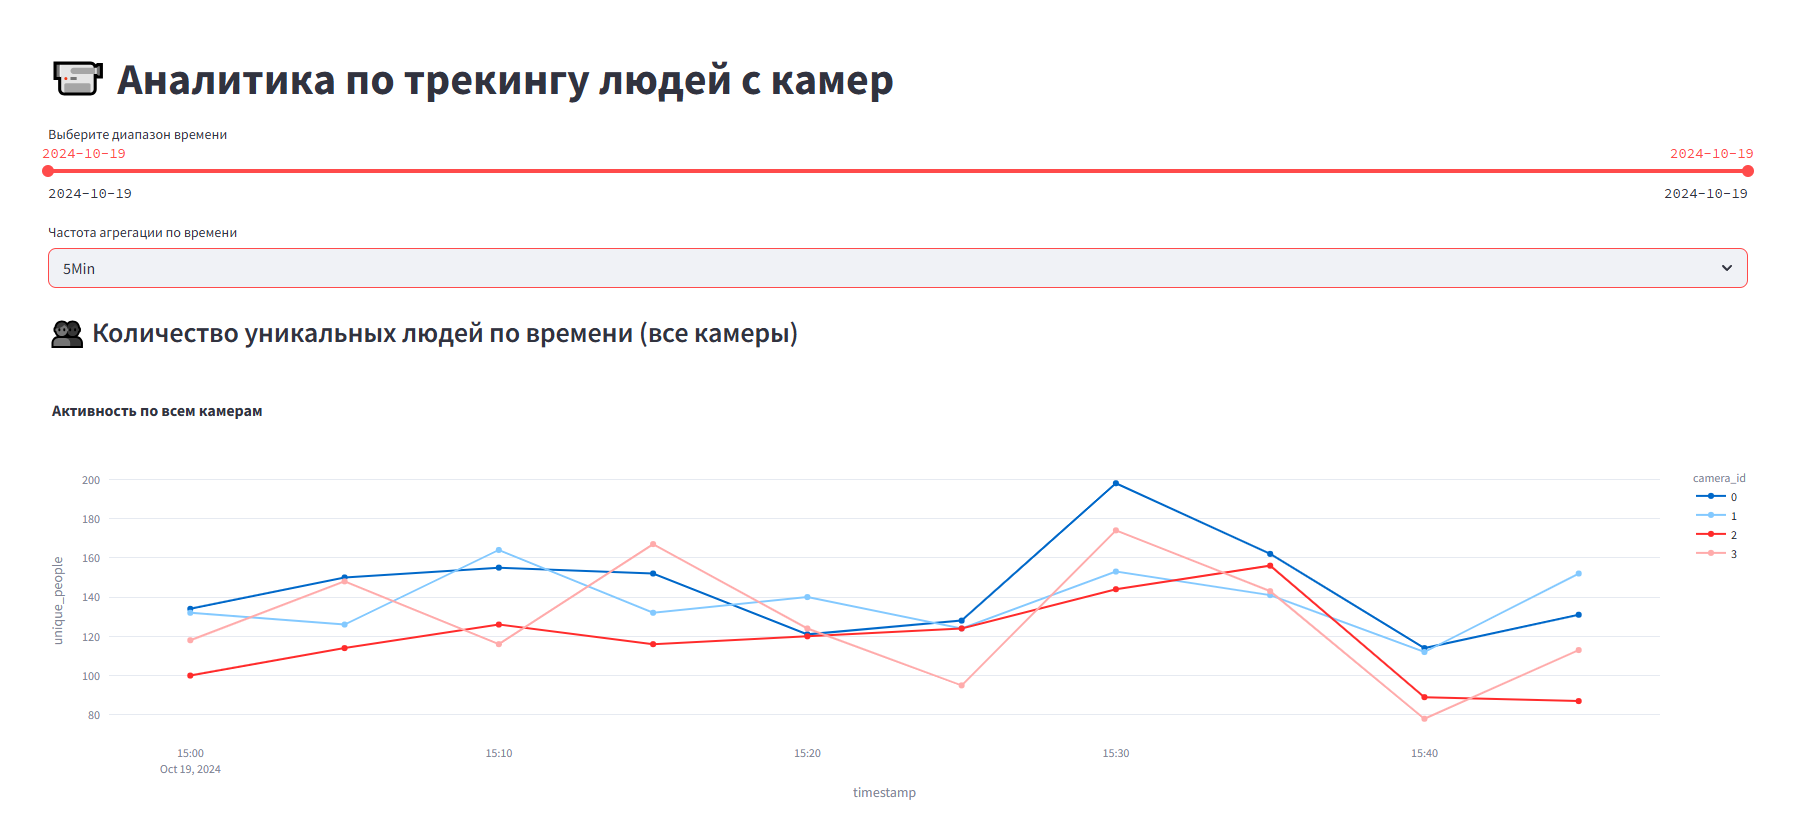 Аналитика по трекингу людей с камер
Выберите диапазон времени
2024-10-19 2024-10-19
2024-10-19 2024-10-19
Частота агрегации по времени
5Min
Количество уникальных людей по времени (все камеры)
Активность по всем камерам
unique_people
200
180
160
140
120
100
80
15:00 15:10 15:20 15:30 15:40
Oct 19, 2024
timestamp
camera_id
0
1
2
3